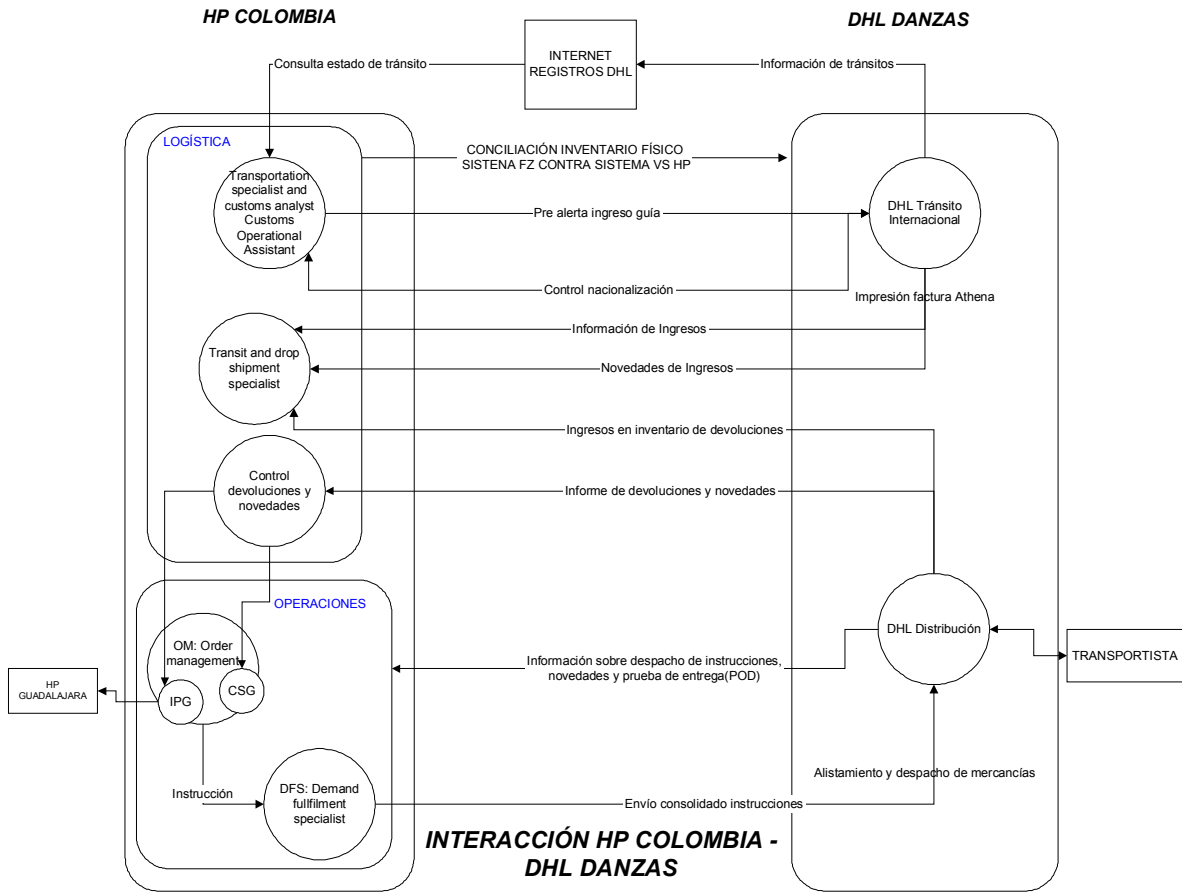 HP COLOMBIA
DHL DANZAS
INTERNET
REGISTROS DHL
Consulta estado de tránsito
Información de tránsitos
LOGÍSTICA
CONCILIACIÓN INVENTARIO FÍSICO
SISTENA FZ CONTRA SISTEMA VS HP
Transportation
specialist and
customs analyst
Customs
Operational
Assistant
Pre alerta ingreso guía
DHL Tránsito
Internacional
Control nacionalización
Impresión factura Athena
Información de Ingresos
Transit and drop
shipment
specialist
Novedades de Ingresos
Ingresos en inventario de devoluciones
Control
devoluciones y
novedades
Informe de devoluciones y novedades
OPERACIONES
OM: Order
management
DHL Distribución
TRANSPORTISTA
Información sobre despacho de instrucciones,
novedades y prueba de entrega(POD)
HP
GUADALAJARA
IPG
CSG
Alistamiento y despacho de mercancías
Instrucción
DFS: Demand
fullfilment
specialist
Envío consolidado instrucciones
INTERACCIÓN HP COLOMBIA -
DHL DANZAS